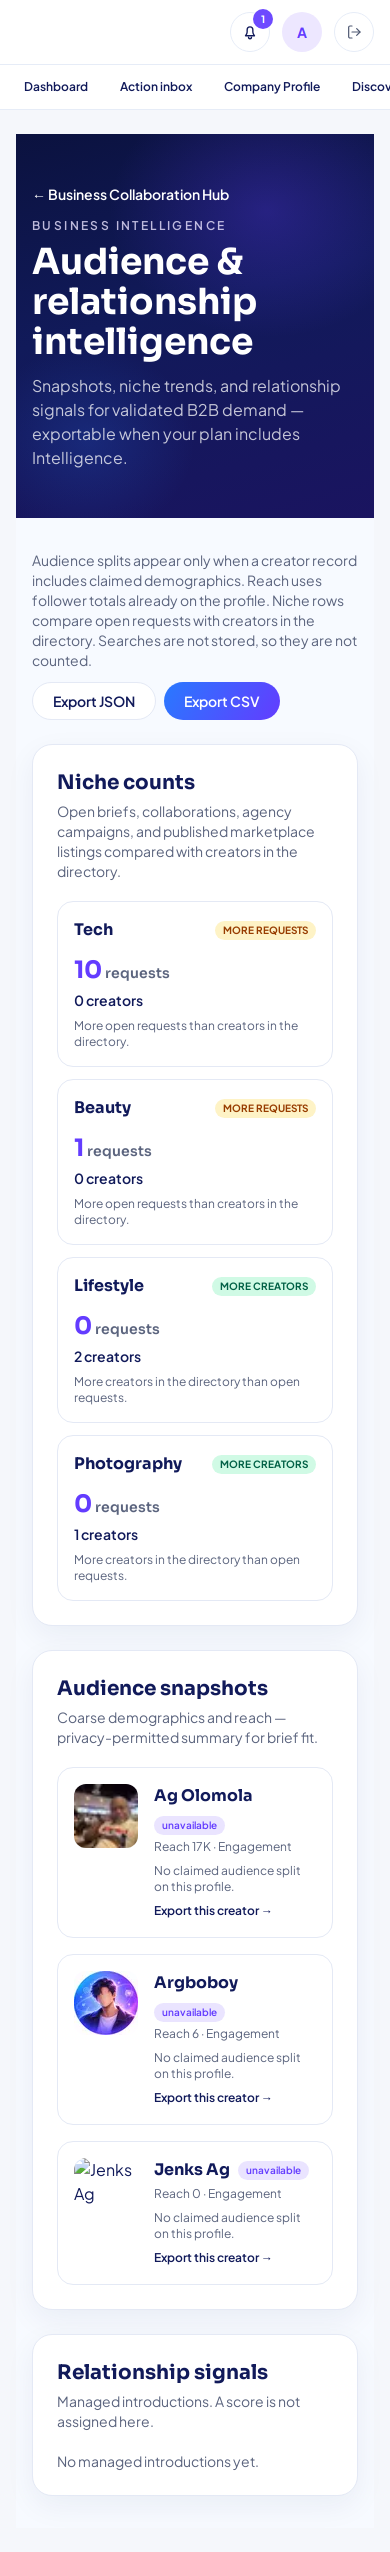 1
A
Dashboard Action inbox Company Profile Discov
← Business Collaboration Hub
BUSINESS INTELLIGENCE
Audience &
relationship
intelligence
Snapshots, niche trends, and relationship
signals for validated B2B demand —
exportable when your plan includes
Intelligence.
Audience splits appear only when a creator record
includes claimed demographics. Reach uses
follower totals already on the profile. Niche rows
compare open requests with creators in the
directory. Searches are not stored, so they are not
counted.
Export JSON Export CSV
Niche counts
Open briefs, collaborations, agency
campaigns, and published marketplace
listings compared with creators in the
directory.
Tech MORE REQUESTS
10 requests
0 creators
More open requests than creators in the
directory.
Beauty MORE REQUESTS
1 requests
0 creators
More open requests than creators in the
directory.
Lifestyle MORE CREATORS
0 requests
2 creators
More creators in the directory than open
requests.
Photography MORE CREATORS
0 requests
1 creators
More creators in the directory than open
requests.
Audience snapshots
Coarse demographics and reach —
privacy-permitted summary for brief fit.
Ag Olomola
unavailable
Reach 17K · Engagement
No claimed audience split
on this profile.
Export this creator →
Argboboy
unavailable
Reach 6 · Engagement
No claimed audience split
on this profile.
Export this creator →
Jenks
Ag
Jenks Ag unavailable
Reach 0 · Engagement
No claimed audience split
on this profile.
Export this creator →
Relationship signals
Managed introductions. A score is not
assigned here.
No managed introductions yet.